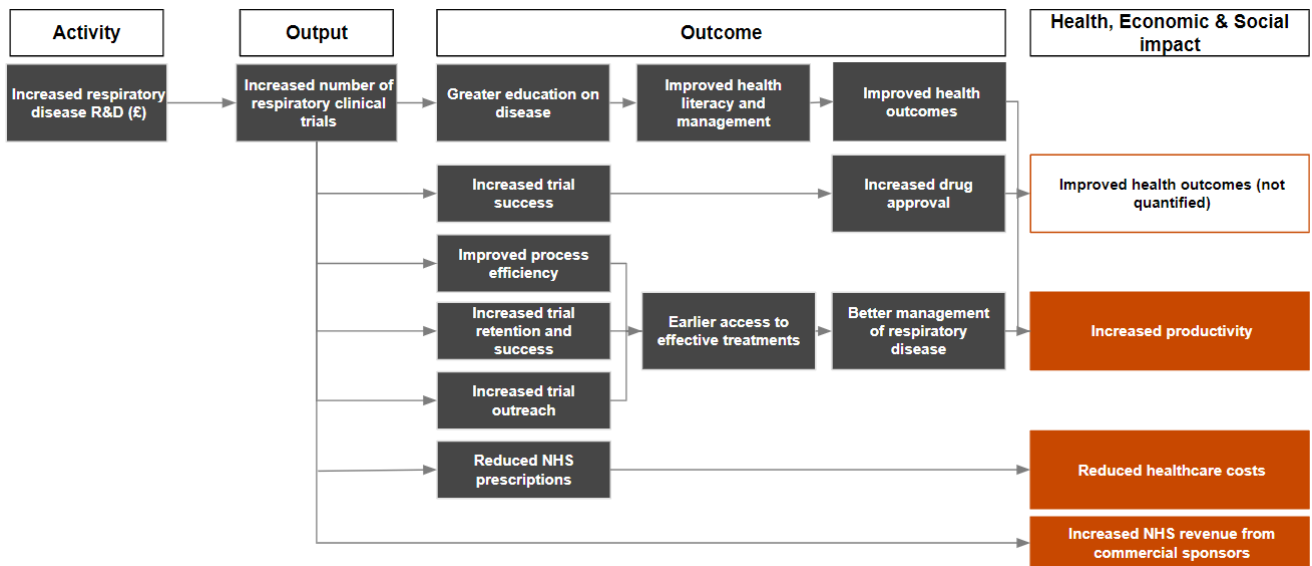 Activity
Output
Outcome
Health, Economic & Social
impact
Increased respiratory
disease R&D (£)
Increased number of
respiratory clinical
trials
Greater education on
disease
Improved health
literacy and
management
Improved health
outcomes
Increased trial
success
Increased drug
approval
Improved health outcomes (not
quantified)
Improved process
efficiency
Increased trial
retention and
success
Increased trial
outreach
Earlier access to
effective treatments
Better management
of respiratory
disease
Increased productivity
Reduced NHS
prescriptions
Reduced healthcare costs
Increased NHS revenue from
commercial sponsors